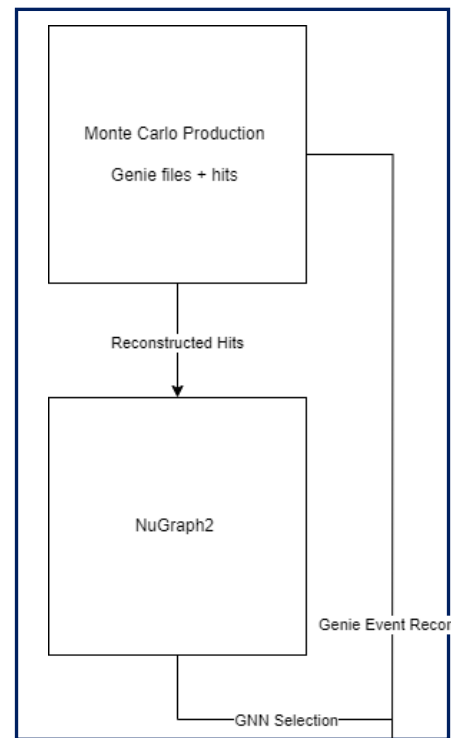 Monte Carlo Production
Genie files + hits
Reconstructed Hits
NuGraph2
Genie Event Recor
GNN Selection